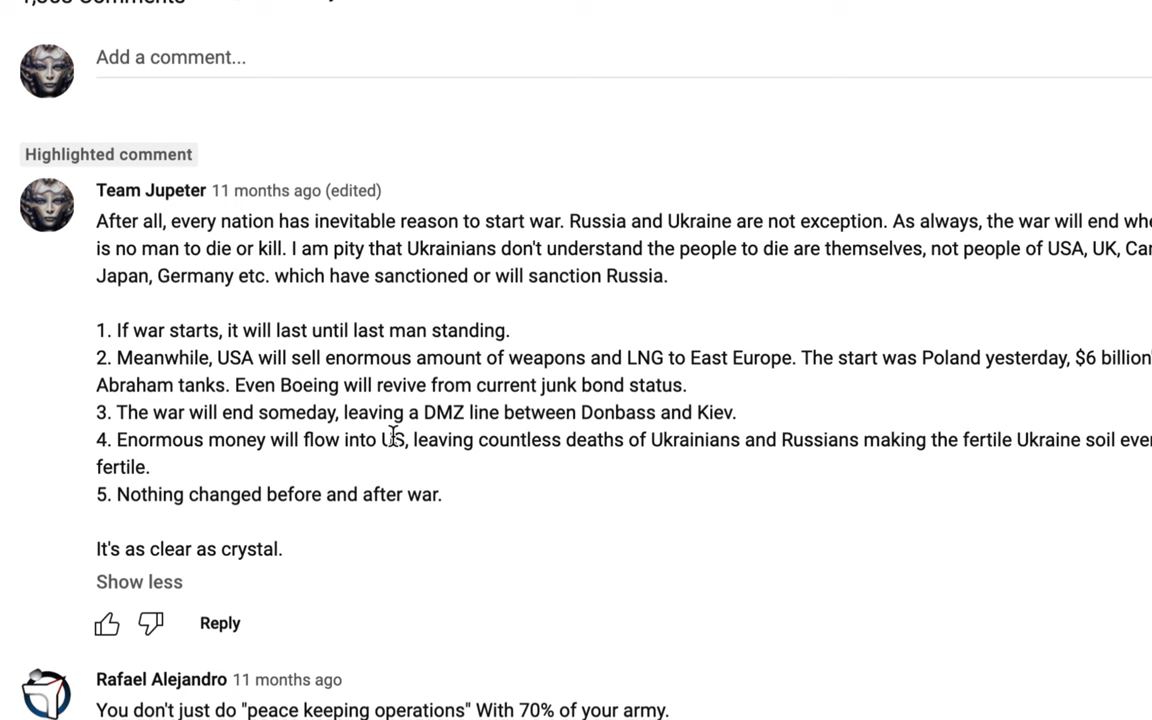 1,000 Comments
Add a comment...
Highlighted comment
Team Jupeter 11 months ago (edited)
After all, every nation has inevitable reason to start war. Russia and Ukraine are not exception. As always, the war will end
is no man to die or kill. I am pity that Ukrainians don't understand the people to die are themselves, not people of USA, UK,
Japan, Germany etc. which have sanctioned or will sanction Russia.
1. If war starts, it will last until last man standing.
2. Meanwhile, USA will sell enormous amount of weapons and LNG to East Europe. The start was Poland yesterday, $6 billion
Abraham tanks. Even Boeing will revive from current junk bond status.
3. The war will end someday, leaving a DMZ line between Donbass and Kiev.
4. Enormous money will flow into US, leaving countless deaths of Ukrainians and Russians making the fertile Ukraine soil
fertile.
5. Nothing changed before and after war.
It's as clear as crystal.
Show less
Reply
Rafael Alejandro 11 months ago
You don't just do "peace keeping operations" With 70% of your army.